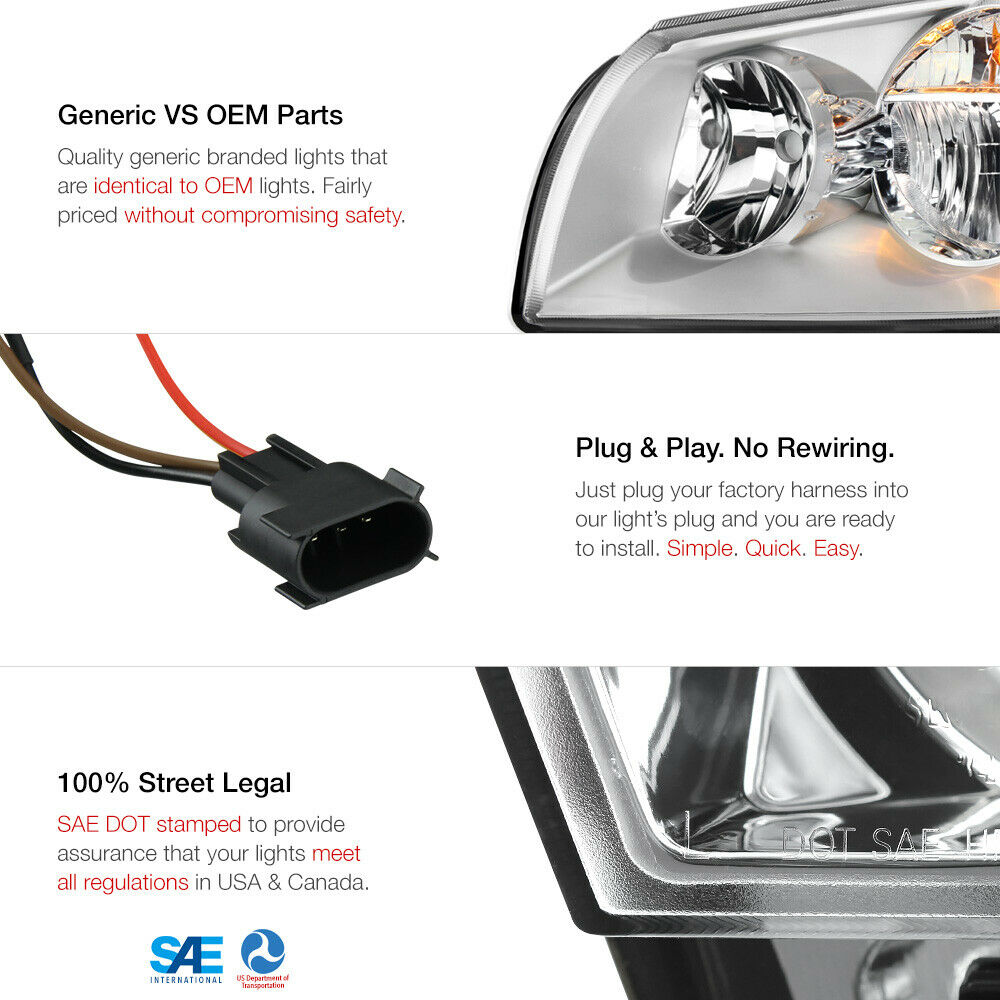 Generic VS OEM Parts
Quality generic branded lights that
are identical to OEM lights. Fairly
priced without compromising safety.
Plug & Play. No Rewiring.
Just plug your factory harness into
our light's plug and you are ready
to install. Simple. Quick. Easy.
100% Street Legal
SAE DOT stamped to provide
assurance that your lights meet
all regulations in USA & Canada.
L DOT SAE
SAE
INTERNATIONAL
US Department of
Transportation